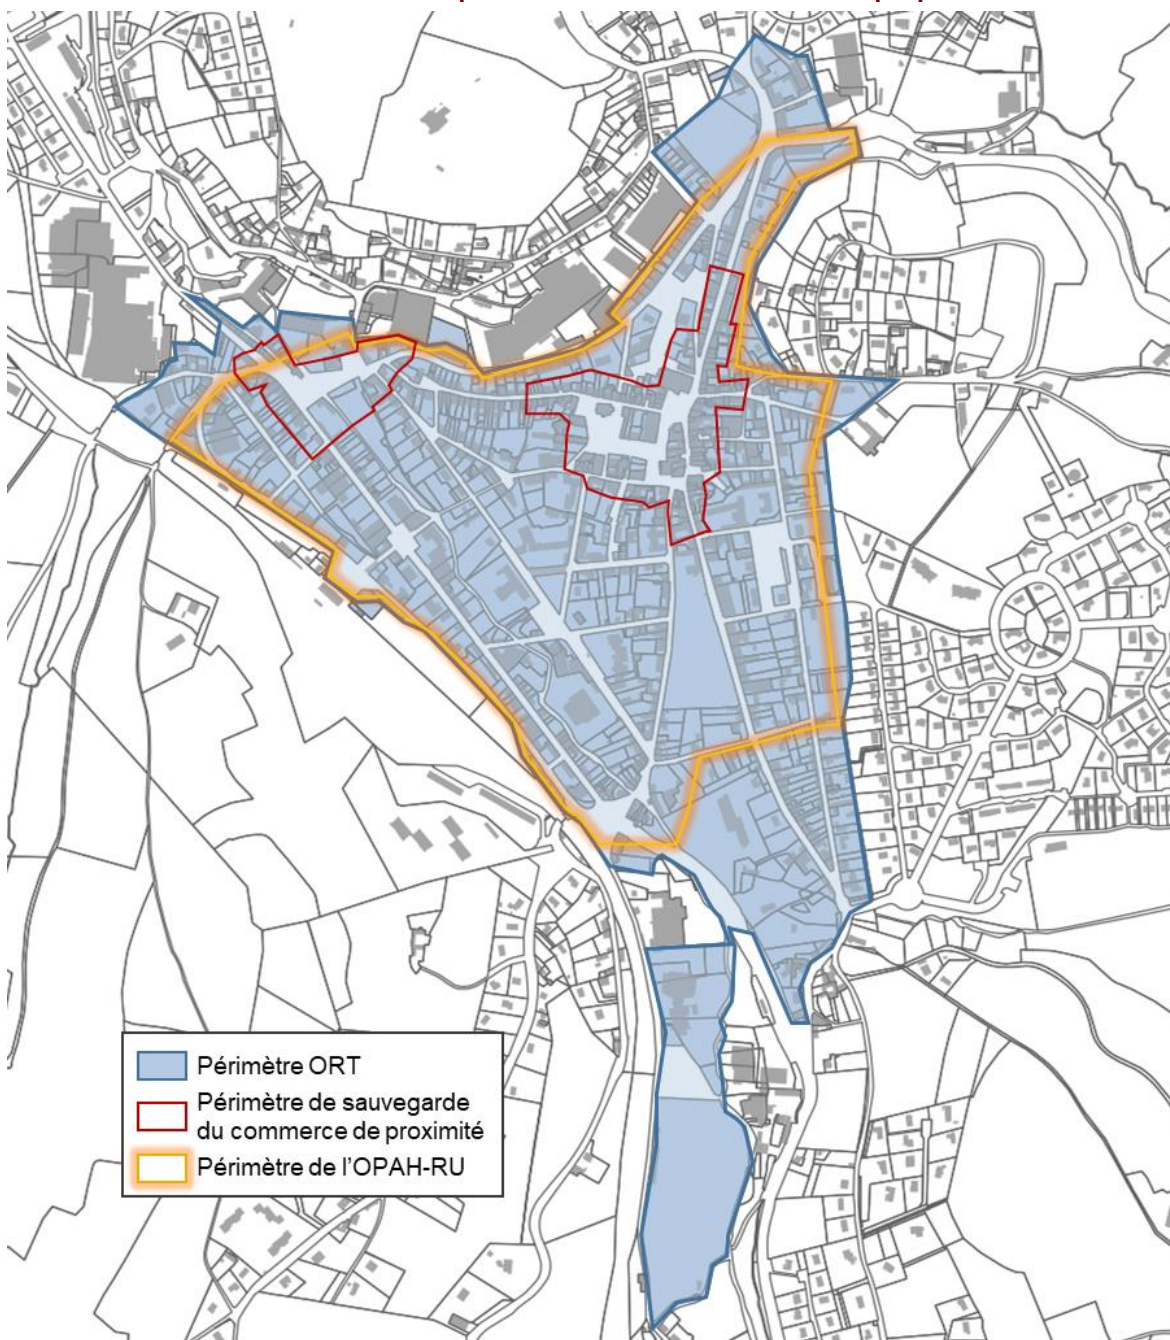 Périmètre ORT
Périmètre de sauvegarde
du commerce de proximité
Périmètre de l'OPAH-RU